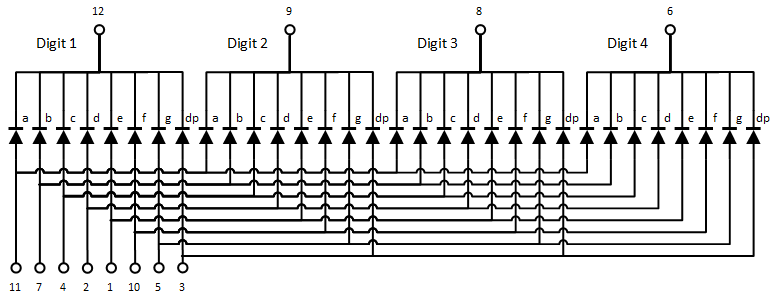 12 9 8 6
Digit 1 Digit 2 Digit 3 Digit 4
a b c d e f g dp a b c d e f g dp a b c d e f g dp a b c d e f g dp
11 7 4 2 1 10 5 3